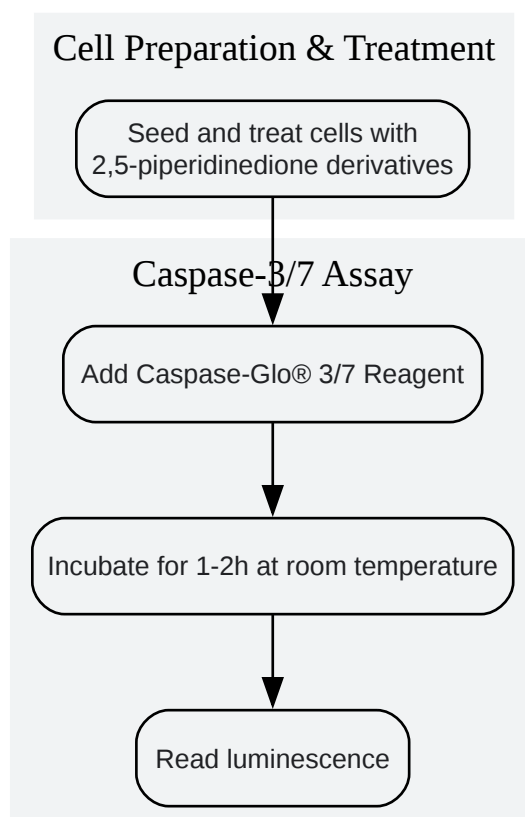 Cell Preparation & Treatment
Seed and treat cells with
2,5-piperidinedione derivatives
Caspase-3/7 Assay
Add Caspase-Glo® 3/7 Reagent
Incubate for 1-2h at room temperature
Read luminescence